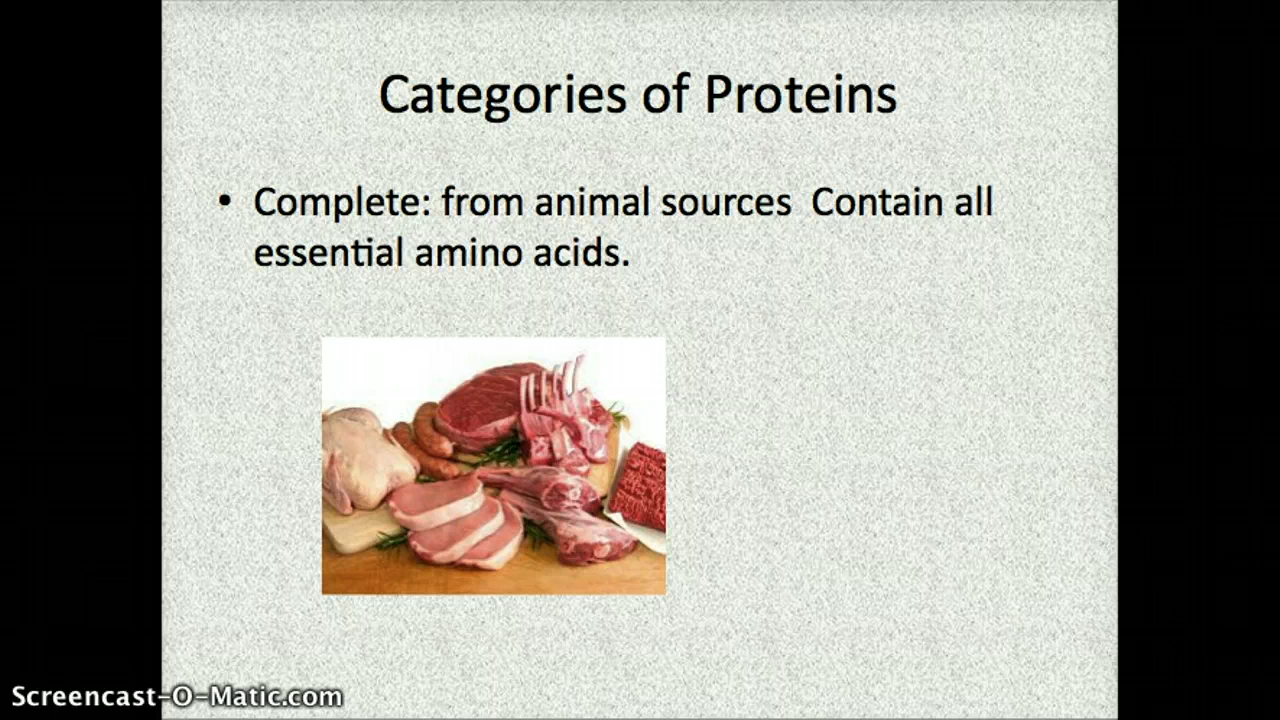 Categories of Proteins
• Complete: from animal sources  Contain all
essential amino acids.
Screencast-O-Matic.com